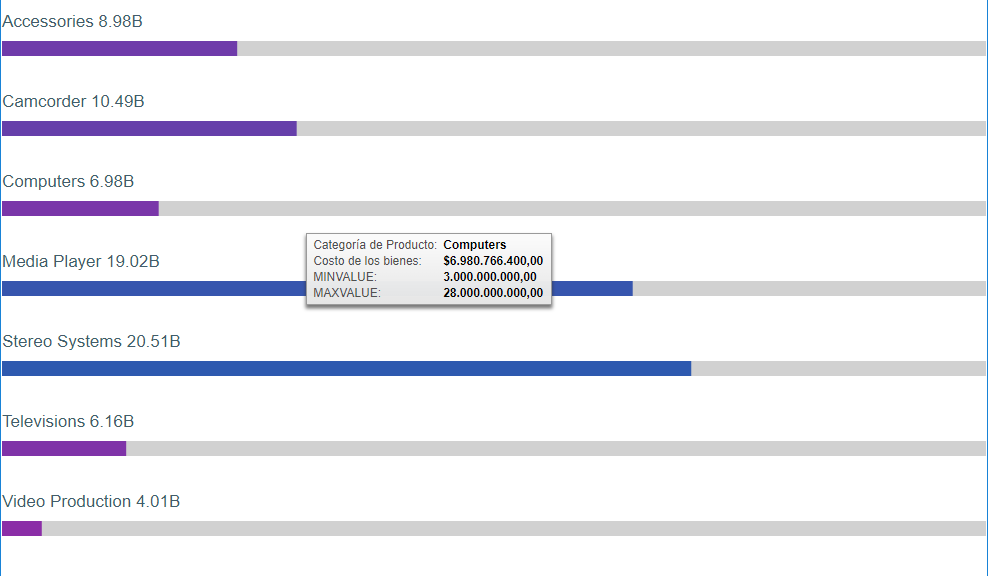 Accessories 8.98B
Camcorder 10.49B
Computers 6.98B
Categoría de Producto: Computers
Costo de los bienes: $6.980.766.400,00
MINVALUE: 3.000.000.000,00
MAXVALUE: 28.000.000.000,00
Media Player 19.02B
Stereo Systems 20.51B
Televisions 6.16B
Video Production 4.01B